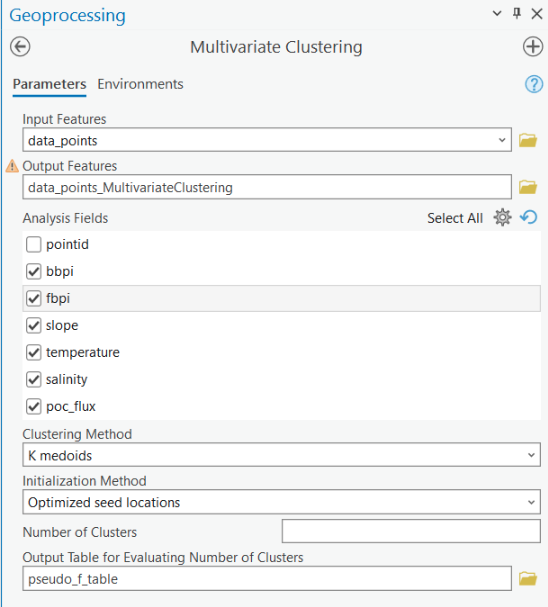 Geoprocessing
Multivariate Clustering
Parameters Environments
Input Features
data_points
Output Features
data_points_MultivariateClustering
Analysis Fields Select All
pointid
bbpi
fbpi
slope
temperature
salinity
poc_flux
Clustering Method
K medoids
Initialization Method
Optimized seed locations
Number of Clusters
Output Table for Evaluating Number of Clusters
pseudo_f_table